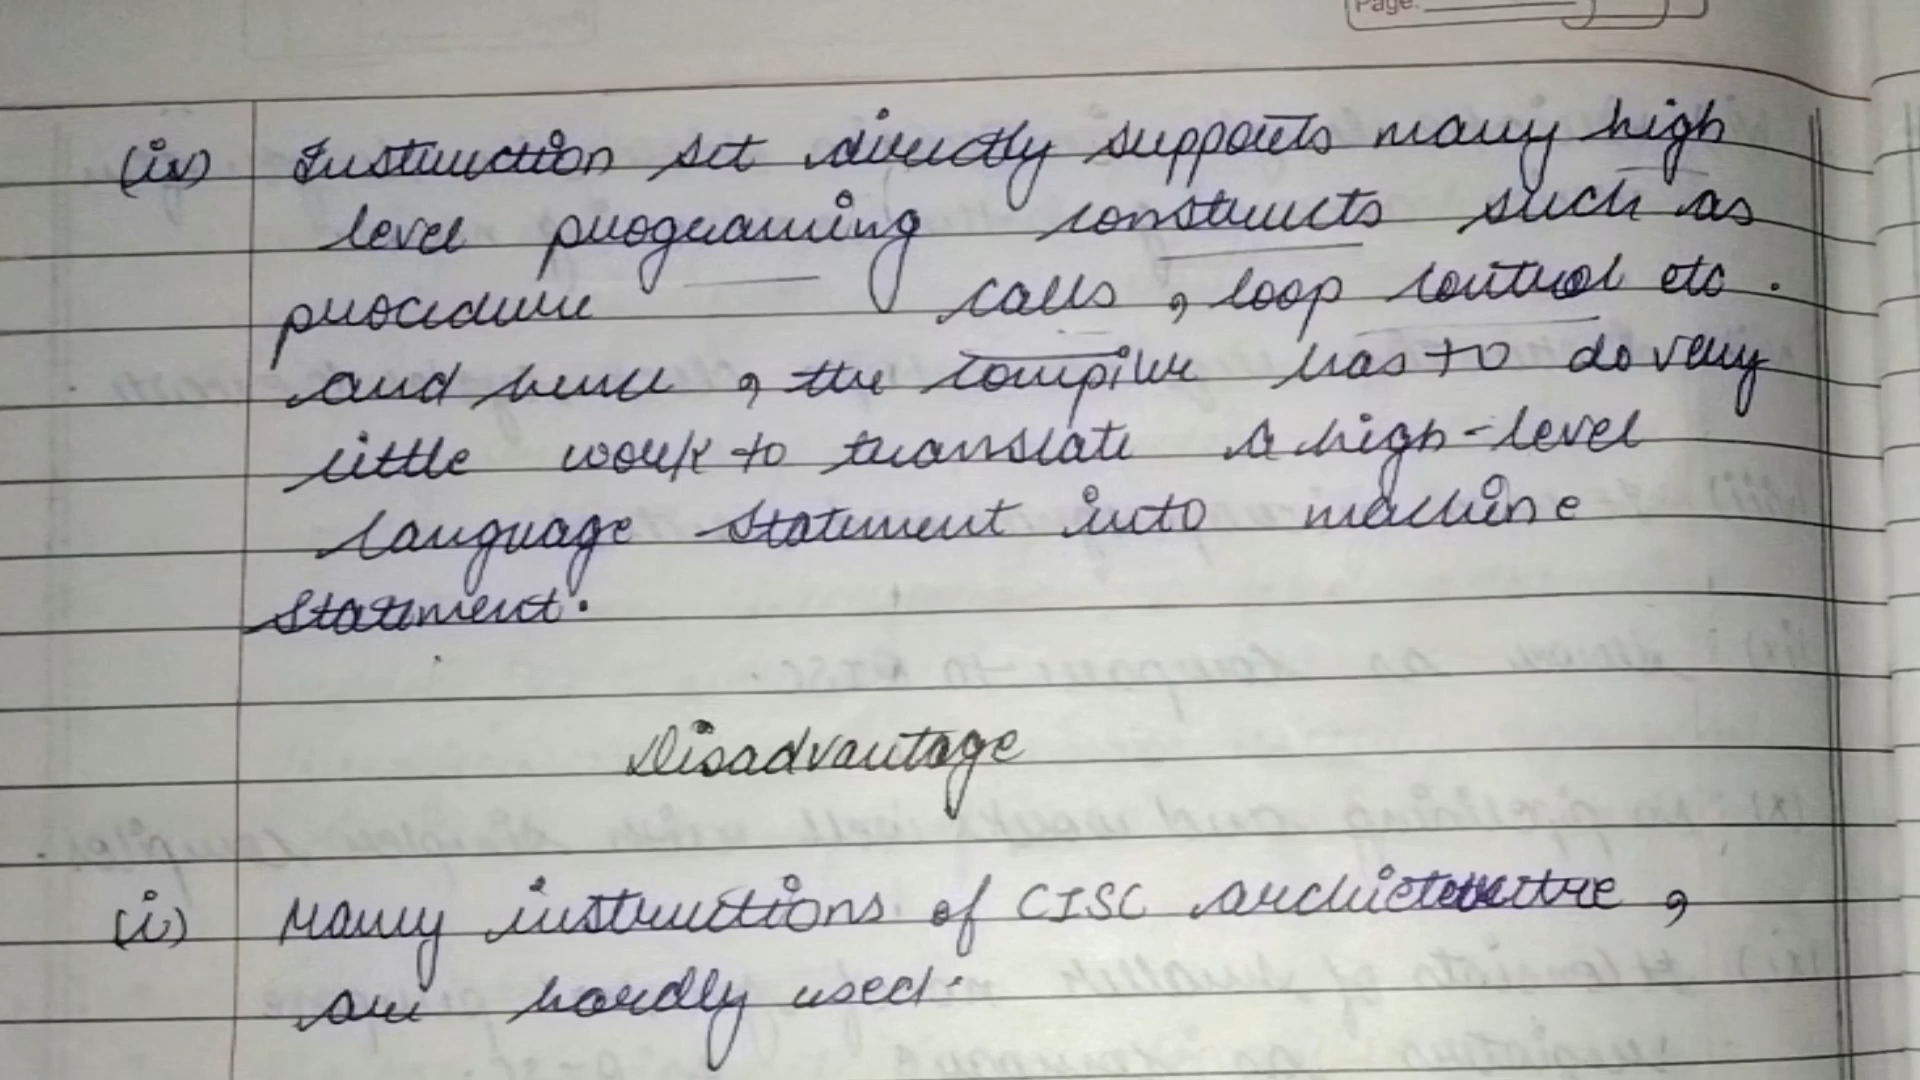 Page:
(iv) Instruction set directly supports many high
level programing constructs such as
procedure calls, loop control etc.
and hence, the compiler has to do very
little work to translate a high-level
language statement into machine
statement.
Disadvantage
(i) Many instructions of CISC
are hardly used.